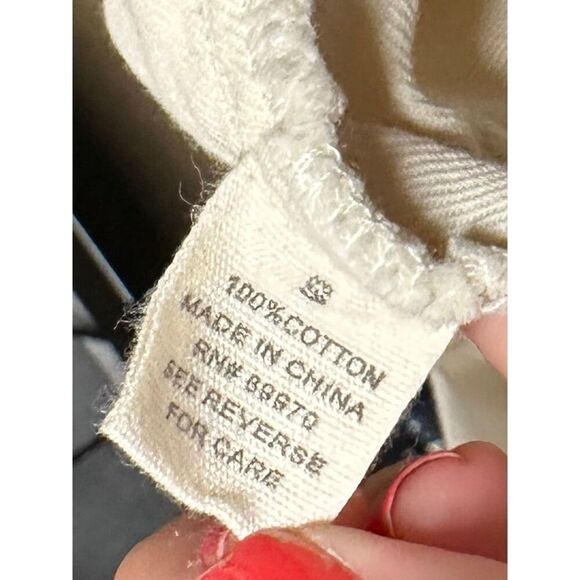 100%COTTON
MADE IN CHINA
RN# 89970
SEE REVERSE
FOR CARE